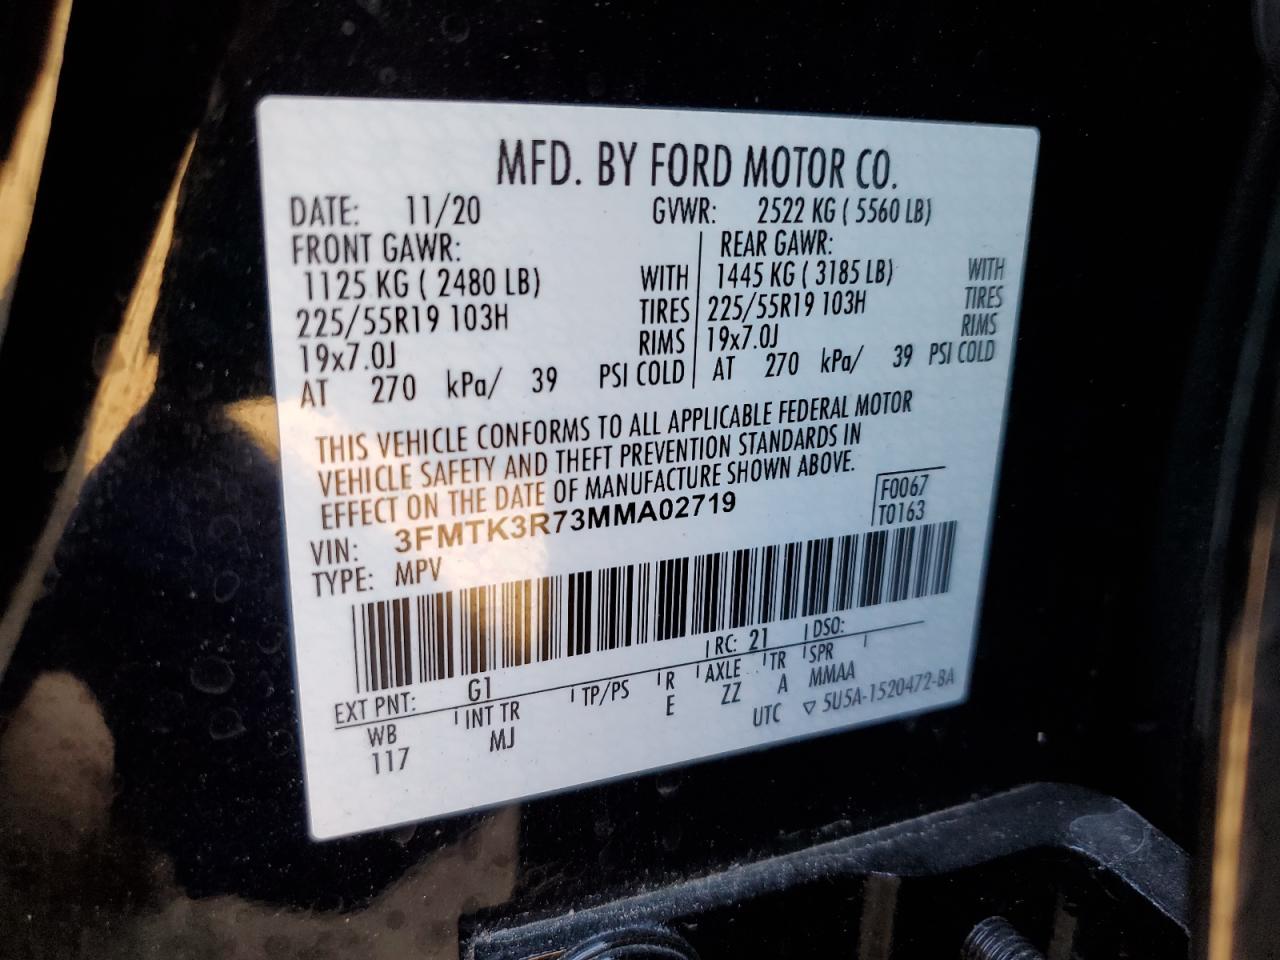 MFD. BY FORD MOTOR CO.
DATE: 11/20 GVWR: 2522 KG ( 5560 LB)
FRONT GAWR: REAR GAWR:
1125 KG ( 2480 LB) WITH 1445 KG ( 3185 LB) WITH
225/55R19 103H TIRES 225/55R19 103H TIRES
19x7.0J RIMS 19x7.0J RIMS
AT 270 kPa/ 39 PSI COLD AT 270 kPa/ 39 PSI COLD
THIS VEHICLE CONFORMS TO ALL APPLICABLE FEDERAL MOTOR
VEHICLE SAFETY AND THEFT PREVENTION STANDARDS IN
EFFECT ON THE DATE OF MANUFACTURE SHOWN ABOVE.
F0067
VIN: 3FMTK3R73MMA02719 T0163
TYPE: MPV
EXT PNT: G1 RC: 21 DSO:
WB INT TR TP/PS R AXLE TR SPR
117 MJ E ZZ A MMAA
UTC ▽ 5U5A-1520472-BA